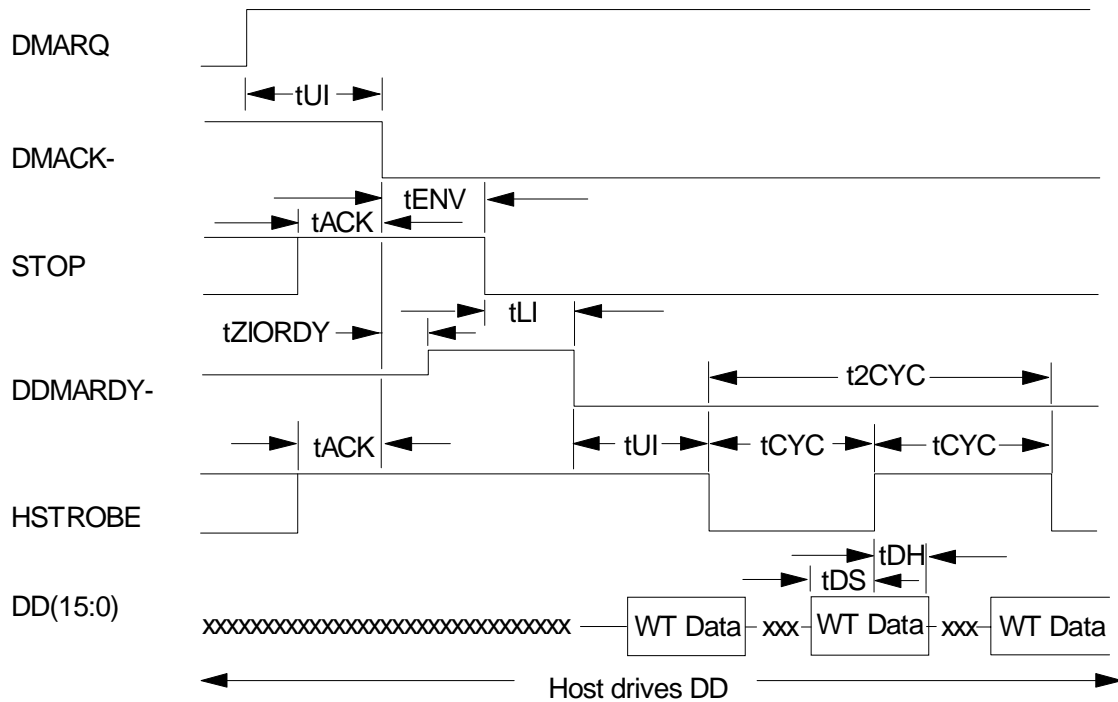 DMARQ
tUI
DMACK-
tENV
tACK
STOP
tLI
tZIORDY
t2CYC
DDMARDY-
tACK
tUI
tCYC
tCYC
HSTROBE
tDH
tDS
DD(15:0)
xxxxxxxxxxxxxxxxxxxxxxxxxxxxxxx WT Data xxx WT Data xxx WT Data
Host drives DD